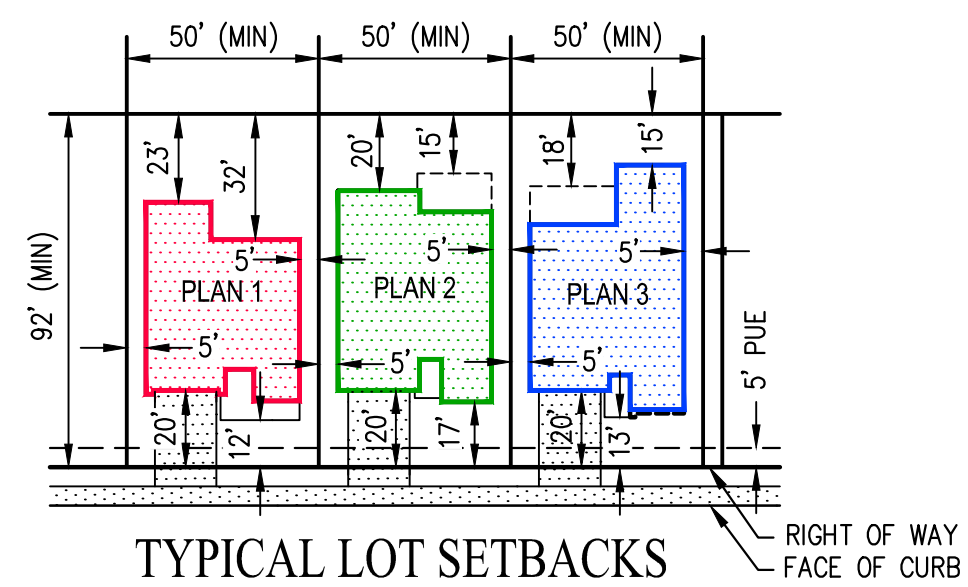 50' (MIN) 50' (MIN) 50' (MIN)
23' 32' 20' 15' 18' 15'
92' (MIN)
5' 5' 5'
PLAN 1 PLAN 2 PLAN 3
5' 5' 5'
5' PUE
20' 12' 20' 17' 20' 13'
RIGHT OF WAY
FACE OF CURB
TYPICAL LOT SETBACKS